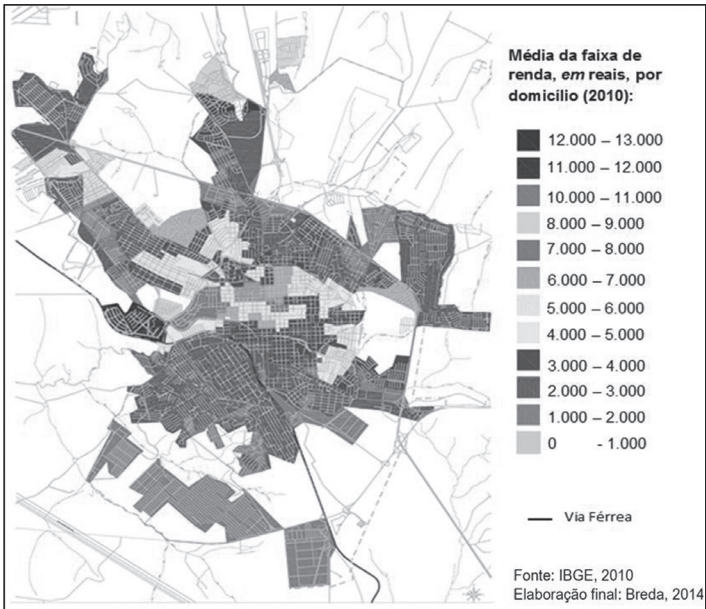 Média da faixa de
renda, em reais, por
domicílio (2010):
12.000 – 13.000
11.000 – 12.000
10.000 – 11.000
8.000 – 9.000
7.000 – 8.000
6.000 – 7.000
5.000 – 6.000
4.000 – 5.000
3.000 – 4.000
2.000 – 3.000
1.000 – 2.000
0 - 1.000
Via Férrea
Fonte: IBGE, 2010
Elaboração final: Breda, 2014